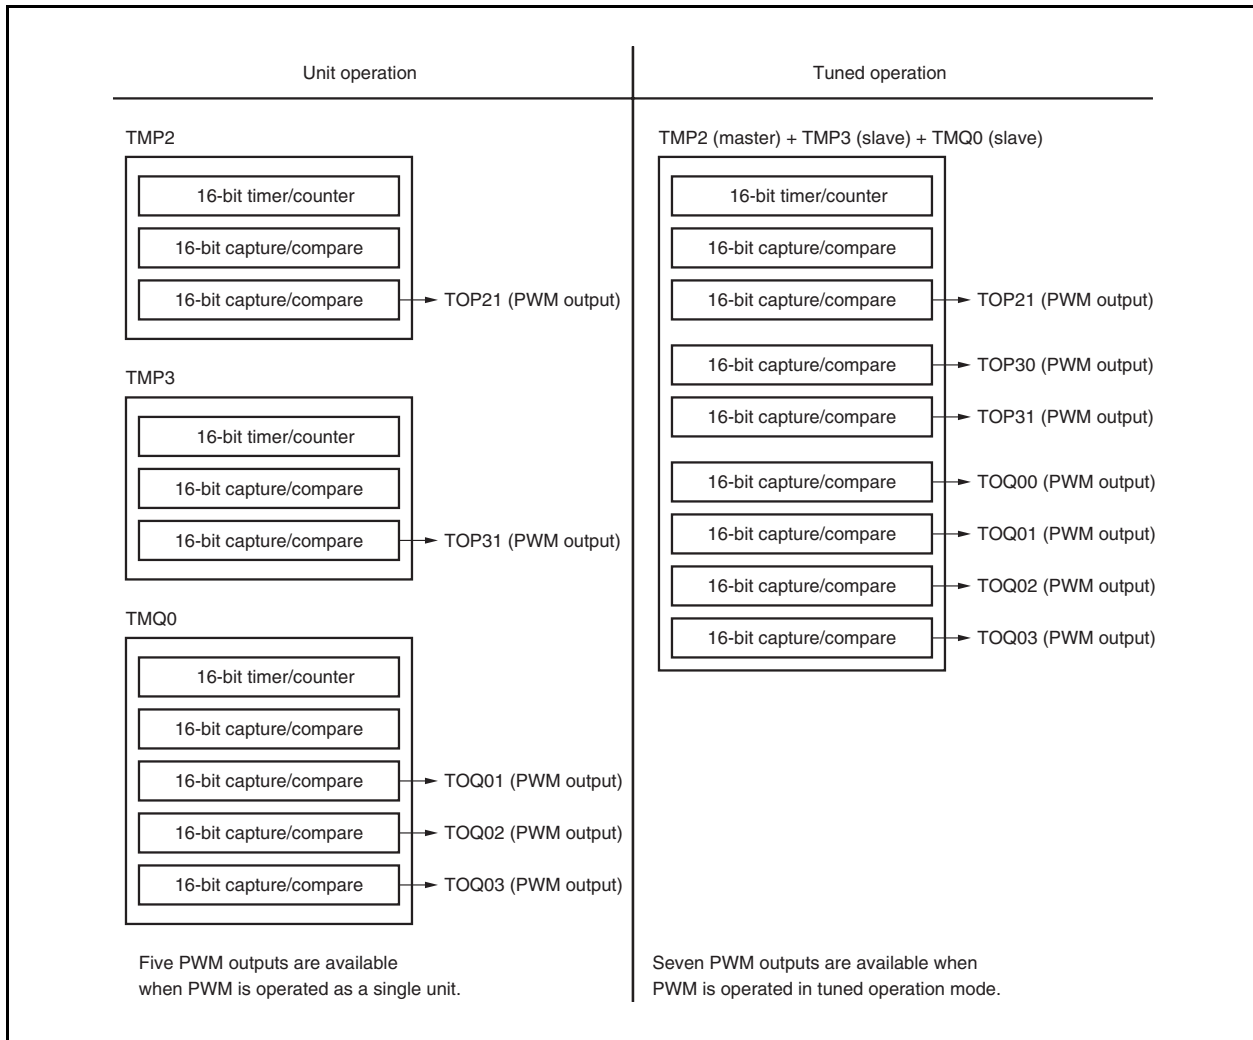 Unit operation
TMP2
16-bit timer/counter
16-bit capture/compare
16-bit capture/compare
TOP21 (PWM output)
TMP3
16-bit timer/counter
16-bit capture/compare
16-bit capture/compare
TOP31 (PWM output)
TMQ0
16-bit timer/counter
16-bit capture/compare
16-bit capture/compare
TOQ01 (PWM output)
16-bit capture/compare
TOQ02 (PWM output)
16-bit capture/compare
TOQ03 (PWM output)
Five PWM outputs are available
when PWM is operated as a single unit.
Tuned operation
TMP2 (master) + TMP3 (slave) + TMQ0 (slave)
16-bit timer/counter
16-bit capture/compare
16-bit capture/compare
TOP21 (PWM output)
16-bit capture/compare
TOP30 (PWM output)
16-bit capture/compare
TOP31 (PWM output)
16-bit capture/compare
TOQ00 (PWM output)
16-bit capture/compare
TOQ01 (PWM output)
16-bit capture/compare
TOQ02 (PWM output)
16-bit capture/compare
TOQ03 (PWM output)
Seven PWM outputs are available when
PWM is operated in tuned operation mode.